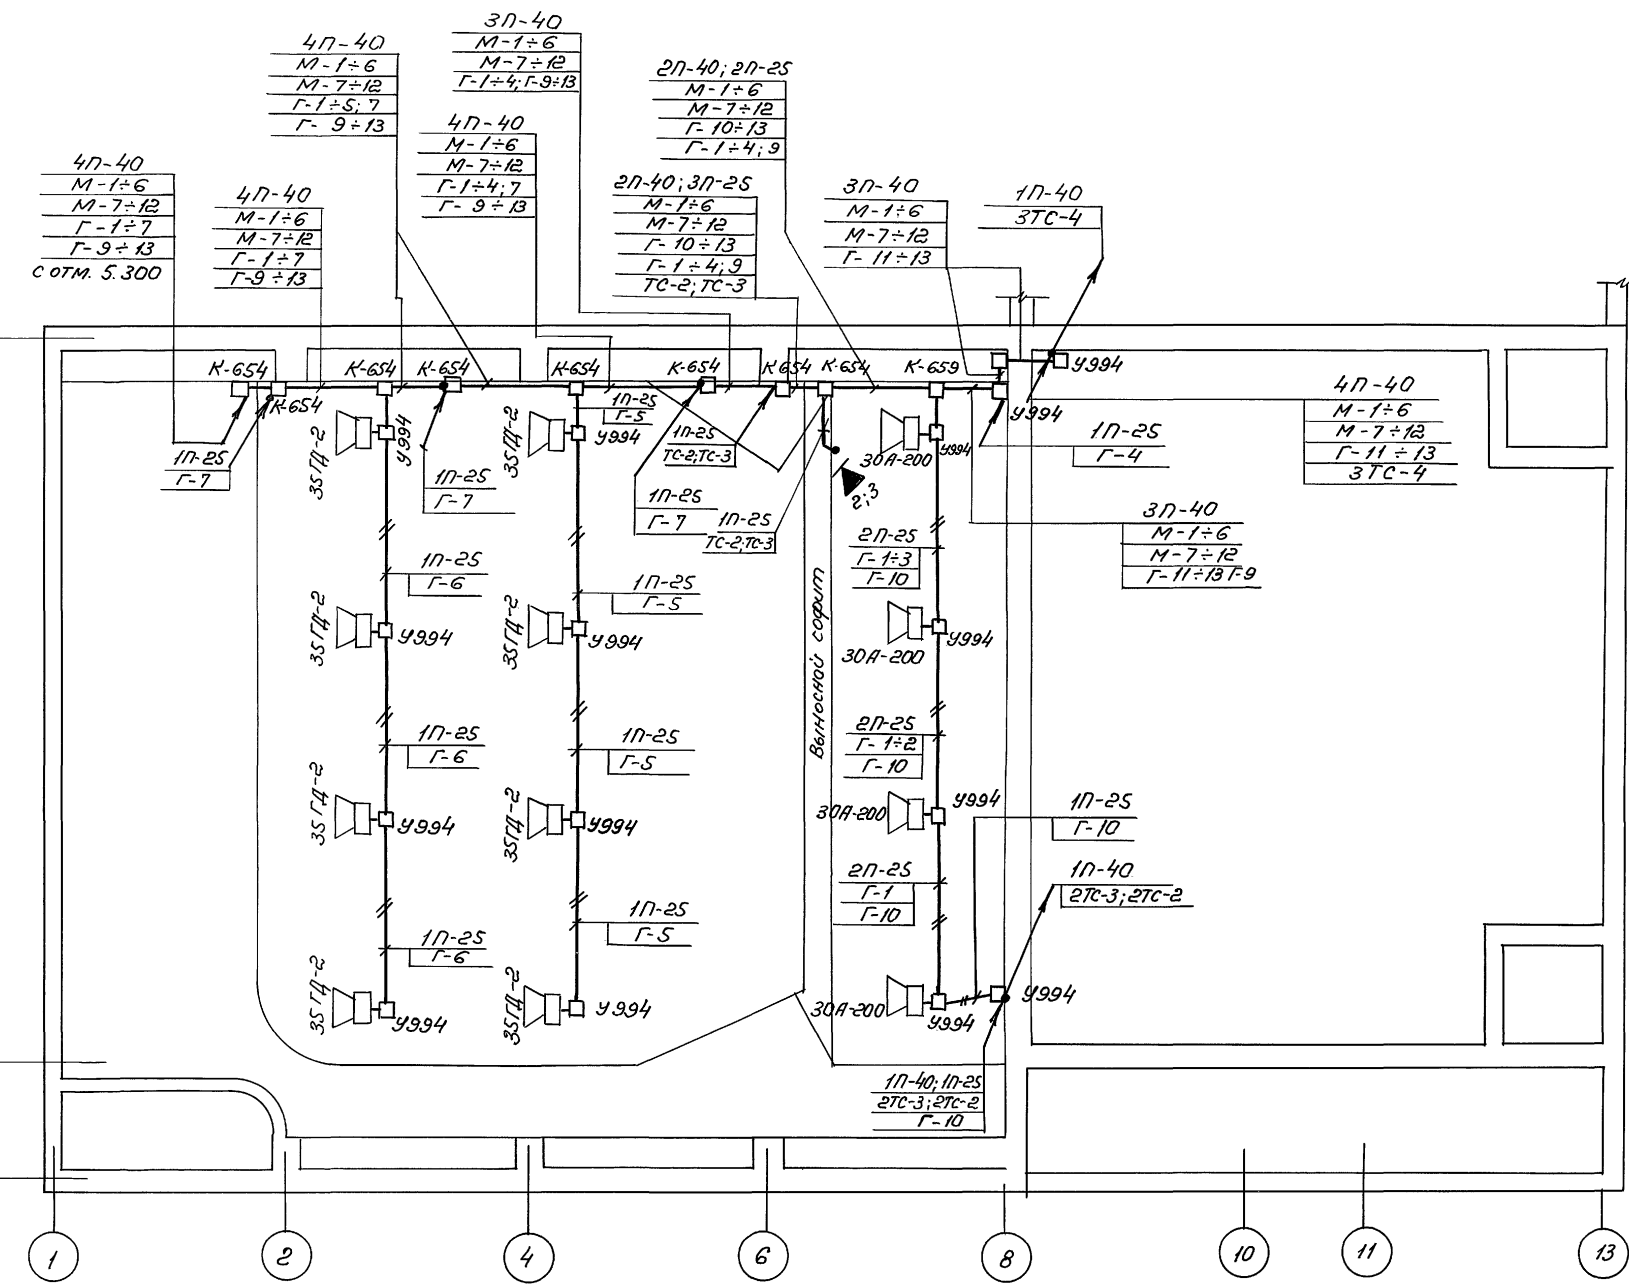 3П-40
М-1÷6
М-7÷12
Г-1÷4; Г-9÷13
4П-40
М-1÷6
М-7÷12
Г-1÷5; 7
Г- 9÷13
2П-40; 2П-25
М-1÷6
М-7÷12
Г- 10÷13
Г-1÷4; 9
4П-40
М-1÷6
М-7÷12
Г-1÷4; 7
Г- 9÷13
4П-40
М-1÷6
М-7÷12
Г-1÷7
Г-9÷13
с отм. 5.300
4П-40
М-1÷6
М-7÷12
Г-1÷7
Г-9÷13
2П-40; 3П-25
М-1÷6
М-7÷12
Г- 10÷13
Г-1÷4; 9
ТС-2; ТС-3
3П-40
М-1÷6
М-7÷12
Г- 11÷13
1П-40
3ТС-4
К-654
К-654
К-654
К-654
К-654
К-654
К-654
К-654
К-659
У994
У994
4П-40
М-1÷6
М-7÷12
Г-11÷13
3ТС-4
1П-25
Г-4
3П-40
М-1÷6
М-7÷12
Г-11÷13 Г-9
1П-25
Г-7
35ГД-2
У994
1П-25
Г-7
35ГД-2
1П-25
Г-5
У994
1П-25
ТС-2; ТС-3
1П-25
Г-7
1П-25
ТС-2; ТС-3
2;3
30А-200
У994
2П-25
Г-1÷3
Г-10
1П-25
Г-6
1П-25
Г-5
35ГД-2
У994
35ГД-2
У994
Выносной софит
30А-200
У994
1П-25
Г-6
1П-25
Г-5
2П-25
Г-1÷2
Г-10
35ГД-2
У994
35ГД-2
У994
30А-200
У994
1П-25
Г-10
2П-25
Г-1
Г-10
1П-40
2ТС-3; 2ТС-2
1П-25
Г-6
1П-25
Г-5
35ГД-2
У994
35ГД-2
У994
30А-200
У994
У994
1П-40; 1П-25
2ТС-3; 2ТС-2
Г-10
1
2
4
6
8
10
11
13